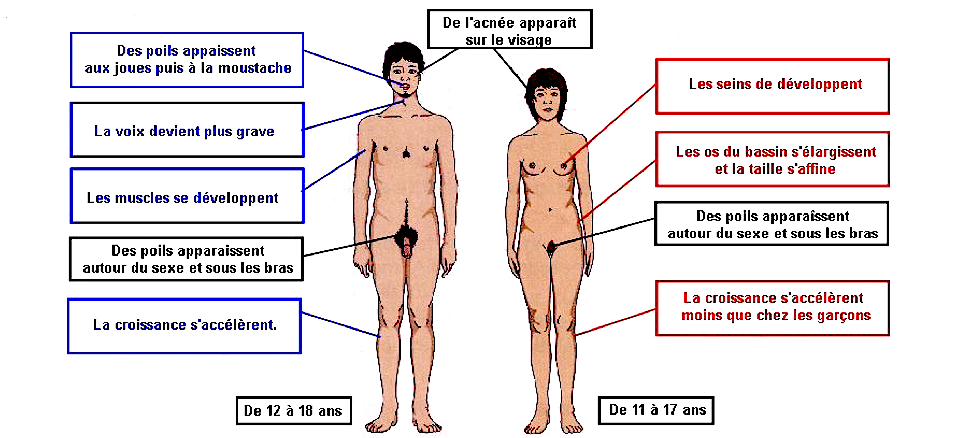 De l'acnée apparaît
sur le visage
Des poils appaissent
aux joues puis à la moustache
La voix devient plus grave
Les muscles se développent
Des poils apparaissent
autour du sexe et sous les bras
La croissance s'accélèrent.
De 12 à 18 ans
Les seins de développent
Les os du bassin s'élargissent
et la taille s'affine
Des poils apparaîssent
autour du sexe et sous les bras
La croissance s'accélèrent
moins que chez les garçons
De 11 à 17 ans